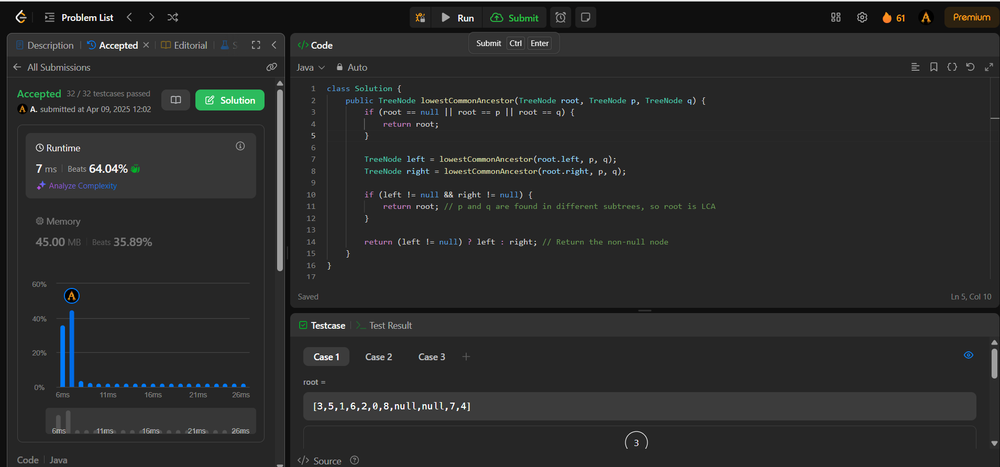 Problem List
Run
Submit
61
Premium
Description
Accepted
Editorial
S
All Submissions
Accepted 32 / 32 testcases passed
Solution
A. submitted at Apr 09, 2025 12:02
Runtime
7 ms Beats 64.04%
Analyze Complexity
Memory
45.00 MB Beats 35.89%
60%
40%
20%
0%
6ms 11ms 16ms 21ms 26ms
6ms 11ms 16ms 21ms 26ms
Code Java
</> Code
Submit Ctrl Enter
Java Auto
1 class Solution {
2 public TreeNode lowestCommonAncestor(TreeNode root, TreeNode p, TreeNode q) {
3 if (root == null || root == p || root == q) {
4 return root;
5 }
6
7 TreeNode left = lowestCommonAncestor(root.left, p, q);
8 TreeNode right = lowestCommonAncestor(root.right, p, q);
9
10 if (left != null && right != null) {
11 return root; // p and q are found in different subtrees, so root is LCA
12 }
13
14 return (left != null) ? left : right; // Return the non-null node
15 }
16 }
17
Saved
Ln 5, Col 10
Testcase
Test Result
Case 1
Case 2
Case 3
root =
[3,5,1,6,2,0,8,null,null,7,4]
3
</> Source